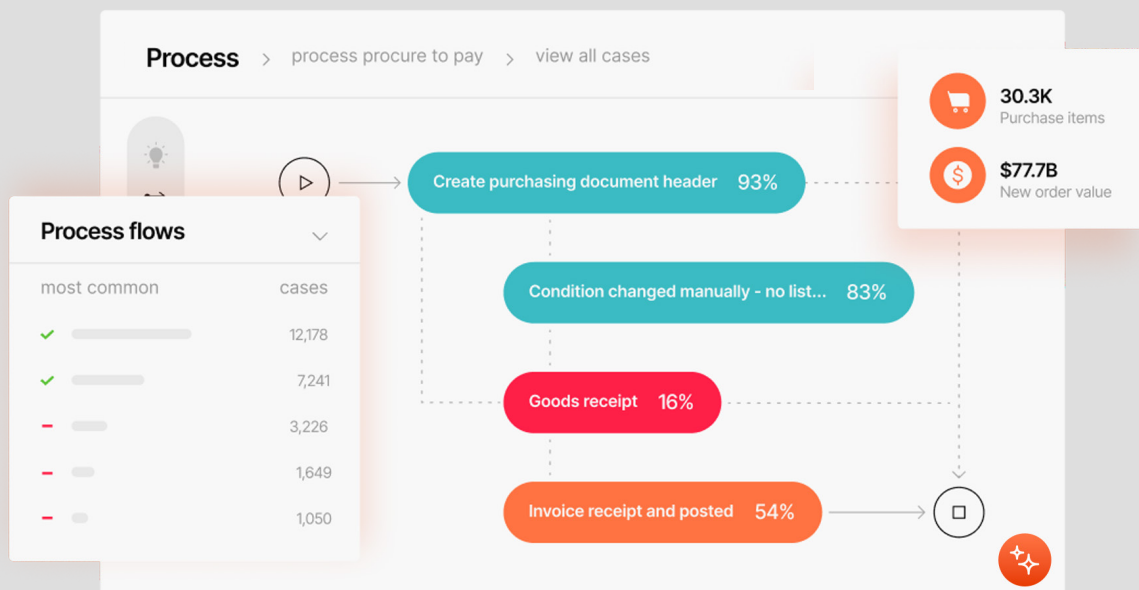 Process > process procure to pay > view all cases
30.3K
Purchase items
$77.7B
New order value
Create purchasing document header 93%
Process flows
most common cases
12,178
7,241
3,226
1,649
1,050
Condition changed manually - no list... 83%
Goods receipt 16%
Invoice receipt and posted 54%